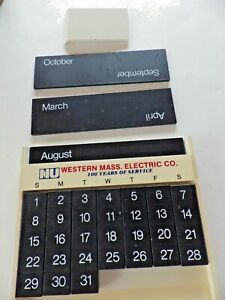 October
September
March
April
August
NU WESTERN MASS. ELECTRIC CO.
100 YEARS OF SERVICE
S M T W T F S
1 2 3 4 5 6 7
8 9 10 11 12 13 14
15 16 17 18 19 20 21
22 23 24 25 26 27 28
29 30 31